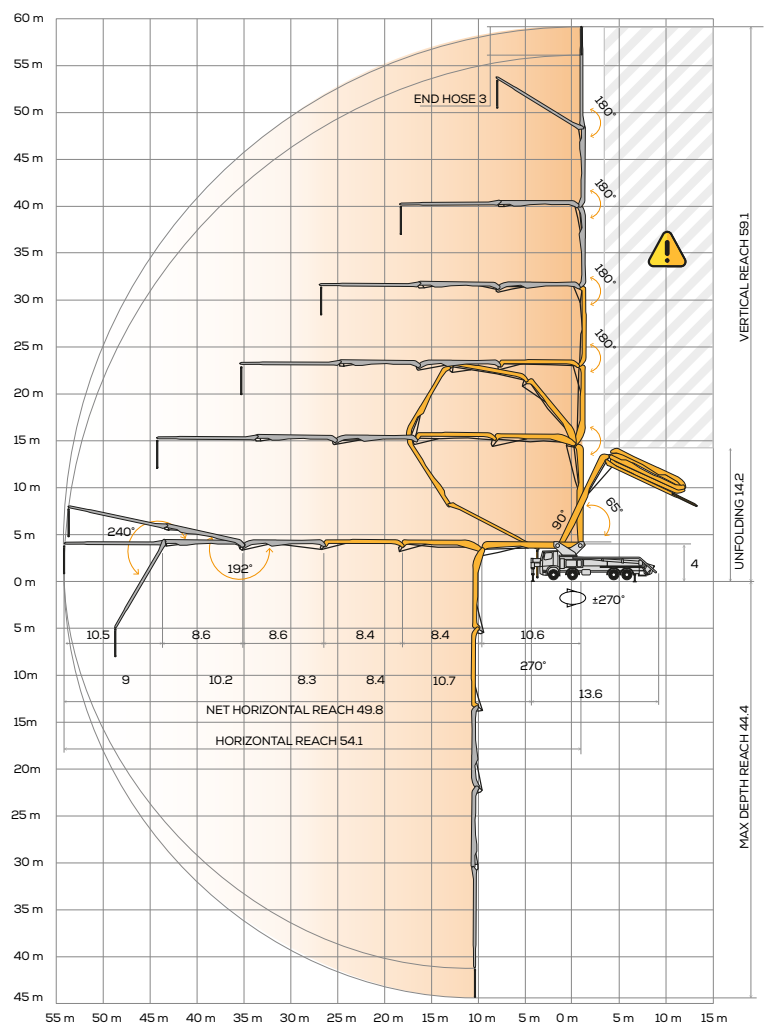 60 m
55 m
50 m
45 m
40 m
35 m
30 m
25 m
20 m
15 m
10 m
5 m
0 m
5 m
10m
15m
20m
25m
30 m
35 m
40 m
45 m
END HOSE 3
180°
180°
180°
180°
VERTICAL REACH 59.1
UNFOLDING 14.2
90°
65°
240°
192°
4
±270°
10.5
8.6
8.6
8.4
8.4
10.6
270°
9
10.2
8.3
8.4
10.7
13.6
NET HORIZONTAL REACH 49.8
HORIZONTAL REACH 54.1
MAX DEPTH REACH 44.4
55 m
50 m
45 m
40 m
35 m
30 m
25 m
20 m
15 m
10 m
5 m
0 m
5 m
10 m
15 m